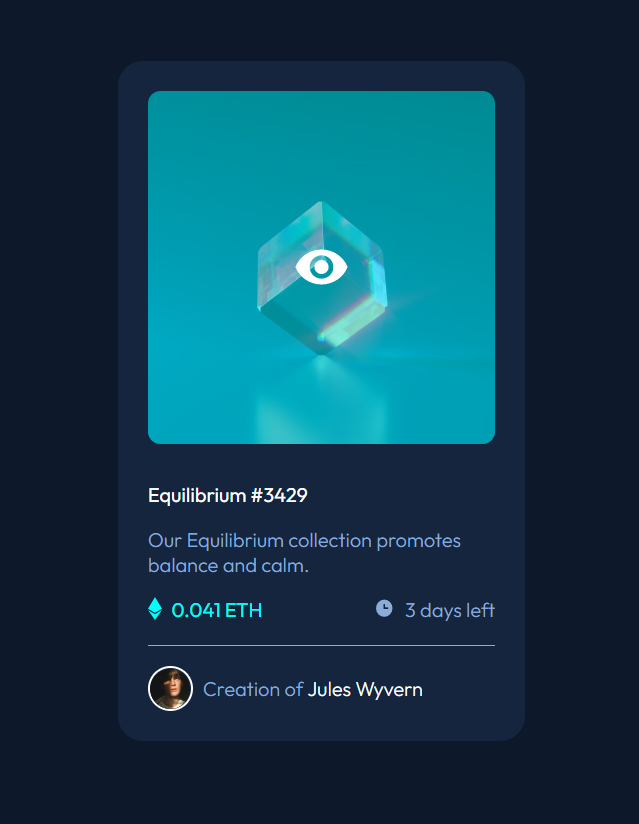 Equilibrium #3429
Our Equilibrium collection promotes
balance and calm.
0.041 ETH
3 days left
Creation of Jules Wyvern